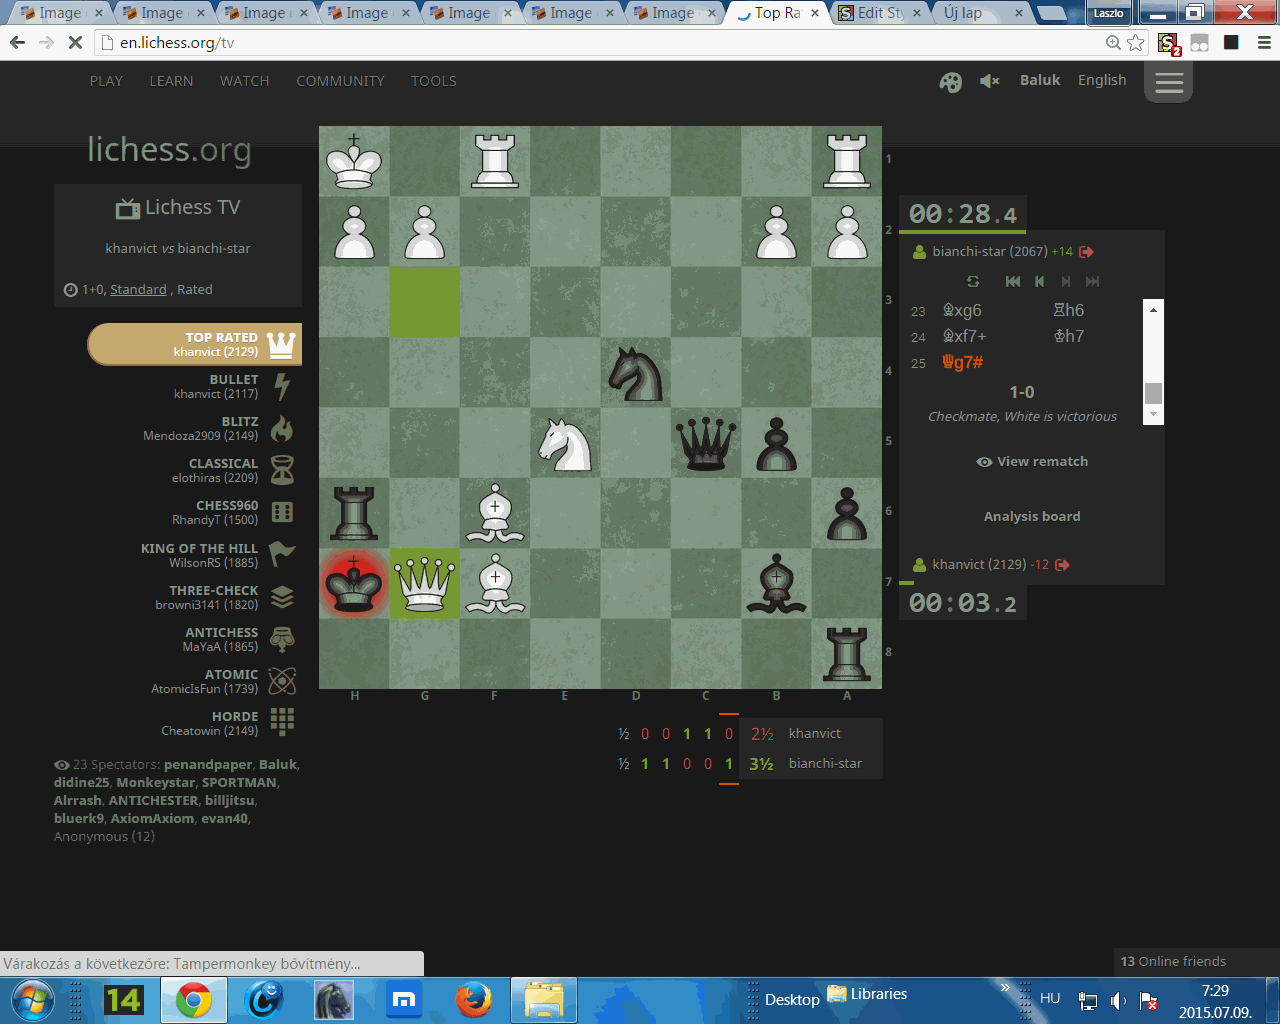 Image
Image
Image
Image
Image
Image
Image
Top Ra
Edit Sty
Új lap
Laszlo
en.lichess.org/tv
2
PLAY
LEARN
WATCH
COMMUNITY
TOOLS
Baluk
English
lichess.org
Lichess TV
khanvict vs bianchi-star
1+0, Standard , Rated
TOP RATED
khanvict (2129)
BULLET
khanvict (2117)
BLITZ
Mendoza2909 (2149)
CLASSICAL
elothiras (2209)
CHESS960
RhandyT (1500)
KING OF THE HILL
WilsonRS (1885)
THREE-CHECK
browni3141 (1820)
ANTICHESS
MaYaA (1865)
ATOMIC
AtomicIsFun (1739)
HORDE
Cheatowin (2149)
23 Spectators: penandpaper, Baluk,
didine25, Monkeystar, SPORTMAN,
Alrrash, ANTICHESTER, billjitsu,
bluerk9, AxiomAxiom, evan40,
Anonymous (12)
1
2
3
4
5
6
7
8
H G F E D C B A
½ 0 0 1 1 0 2½ khanvict
½ 1 1 0 0 1 3½ bianchi-star
00:28.4
bianchi-star (2067) +14
23 ♗xg6 ♖h6
24 ♗xf7+ ♔h7
25 ♕g7#
1-0
Checkmate, White is victorious
View rematch
Analysis board
khanvict (2129) -12
00:03.2
Várakozás a következőre: Tampermonkey bővítmény...
13 Online friends
14
Desktop
Libraries
»
HU
7:29
2015.07.09.